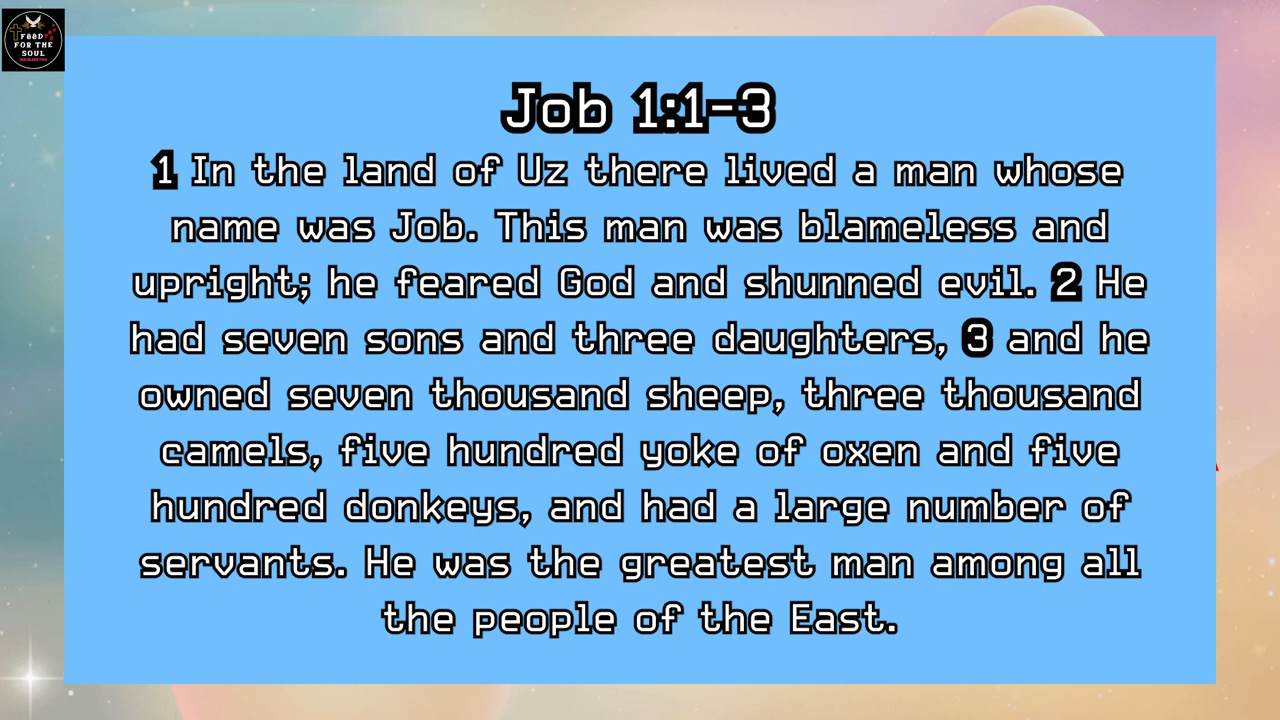 FOOD
FOR THE
SOUL
GOD BLESS YOU
Job 1:1-3
1 In the land of Uz there lived a man whose
name was Job. This man was blameless and
upright; he feared God and shunned evil. 2 He
had seven sons and three daughters, 3 and he
owned seven thousand sheep, three thousand
camels, five hundred yoke of oxen and five
hundred donkeys, and had a large number of
servants. He was the greatest man among all
the people of the East.